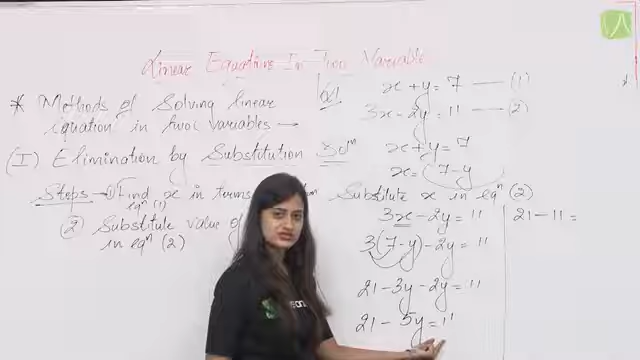 Linear Equations In Two Variable
* Methods of Solving linear
equation in two variables →
(I) Elimination by Substitution
Steps → ① Find x in terms
eqⁿ (1)
② Substitute value of
in eqⁿ (2)
Q1 x + y = 7 — (1)
3x - 2y = 11 — (2)
Solⁿ x + y = 7
x = (7 - y
Substitute x in eqⁿ (2)
3x - 2y = 11
3(7 - y) - 2y = 11
21 - 3y - 2y = 11
21 - 5y = 11
21 - 11 =